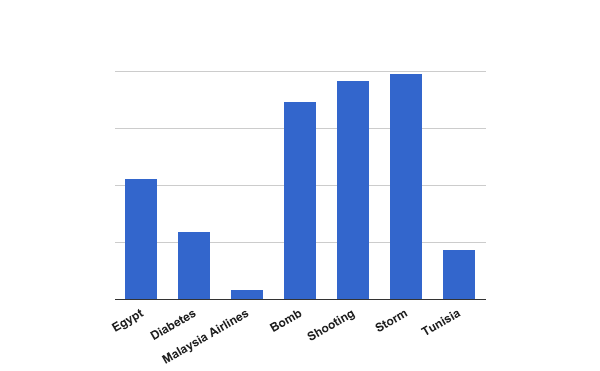 Egypt
Diabetes
Malaysia Airlines
Bomb
Shooting
Storm
Tunisia